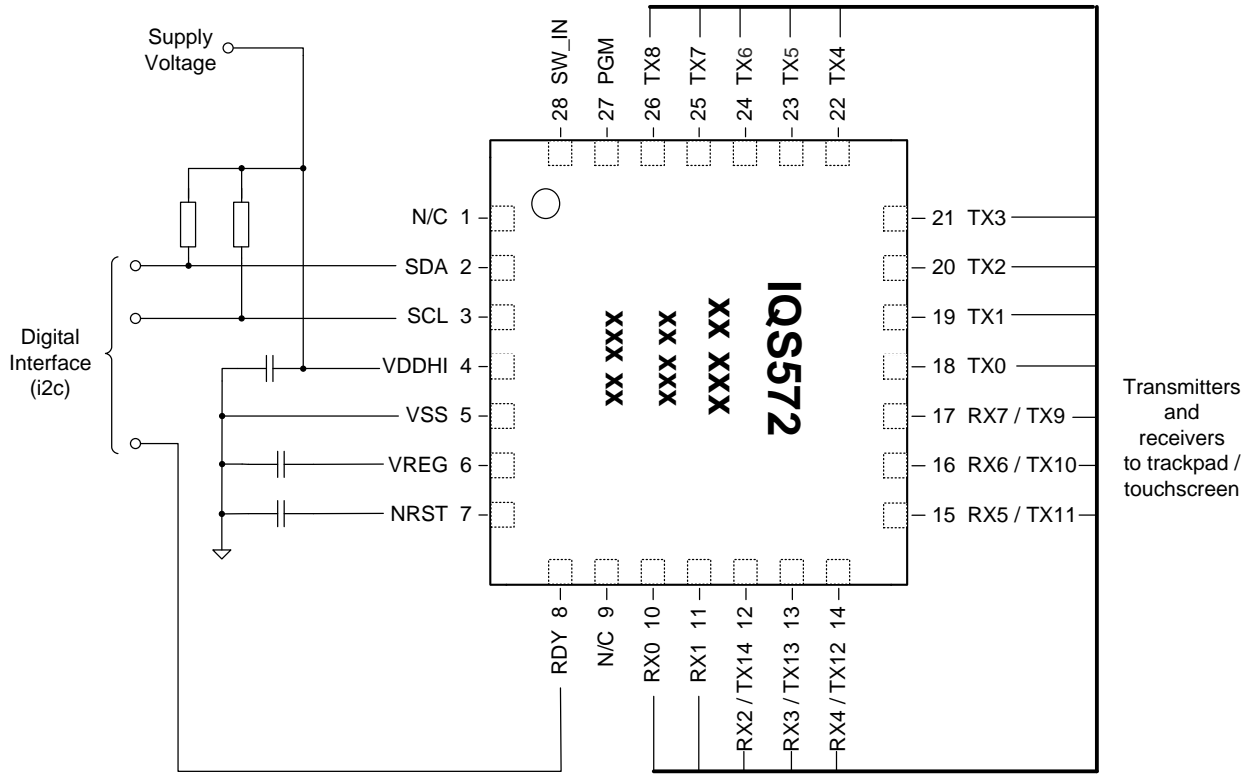 Supply
Voltage
28 SW_IN
27 PGM
26 TX8
25 TX7
24 TX6
23 TX5
22 TX4
N/C 1
SDA 2
SCL 3
VDDHI 4
VSS 5
VREG 6
NRST 7
Digital
Interface
(i2c)
IQS572
xx xxx
xxx xx
xx xxx
21 TX3
20 TX2
19 TX1
18 TX0
17 RX7 / TX9
16 RX6 / TX10
15 RX5 / TX11
Transmitters
and
receivers
to trackpad /
touchscreen
RDY 8
N/C 9
RX0 10
RX1 11
RX2 / TX14 12
RX3 / TX13 13
RX4 / TX12 14